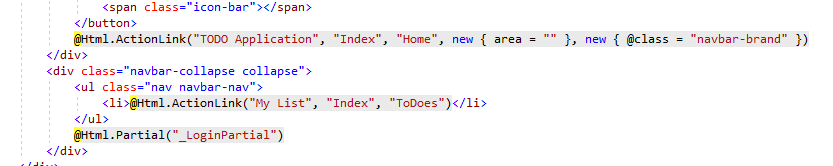 <span class="icon-bar"></span>
</button>
@Html.ActionLink("TODO Application", "Index", "Home", new { area = "" }, new { @class = "navbar-brand" })
</div>
<div class="navbar-collapse collapse">
<ul class="nav navbar-nav">
<li>@Html.ActionLink("My List", "Index", "ToDoes")</li>
</ul>
@Html.Partial("_LoginPartial")
</div>
</div>